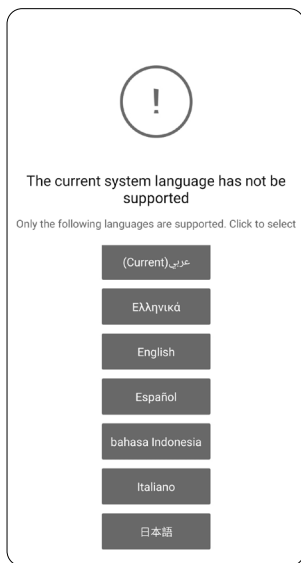 !
The current system language has not be
supported
Only the following languages are supported. Click to select
عربي(Current)
Ελληνικά
English
Español
bahasa Indonesia
Italiano
日本語